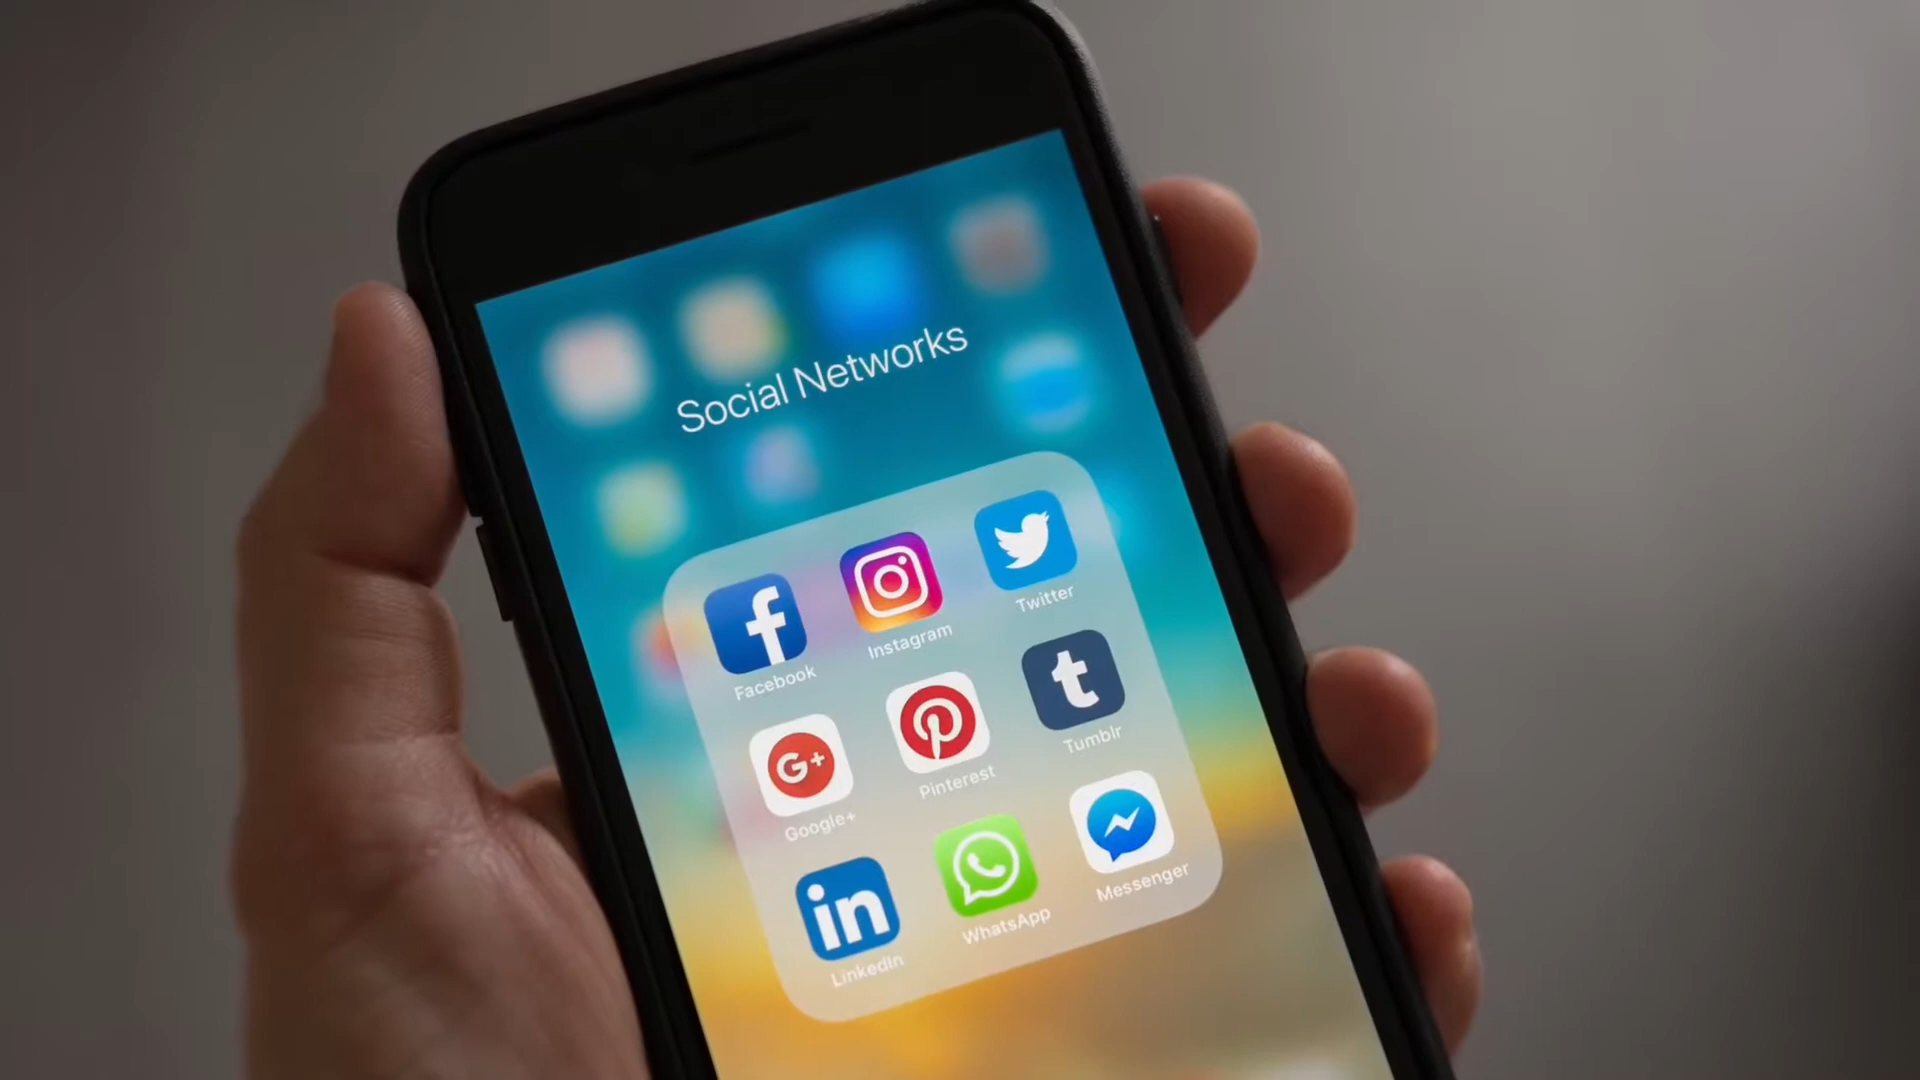 Social Networks
Facebook
Instagram
Twitter
Google+
Pinterest
Tumblr
LinkedIn
WhatsApp
Messenger